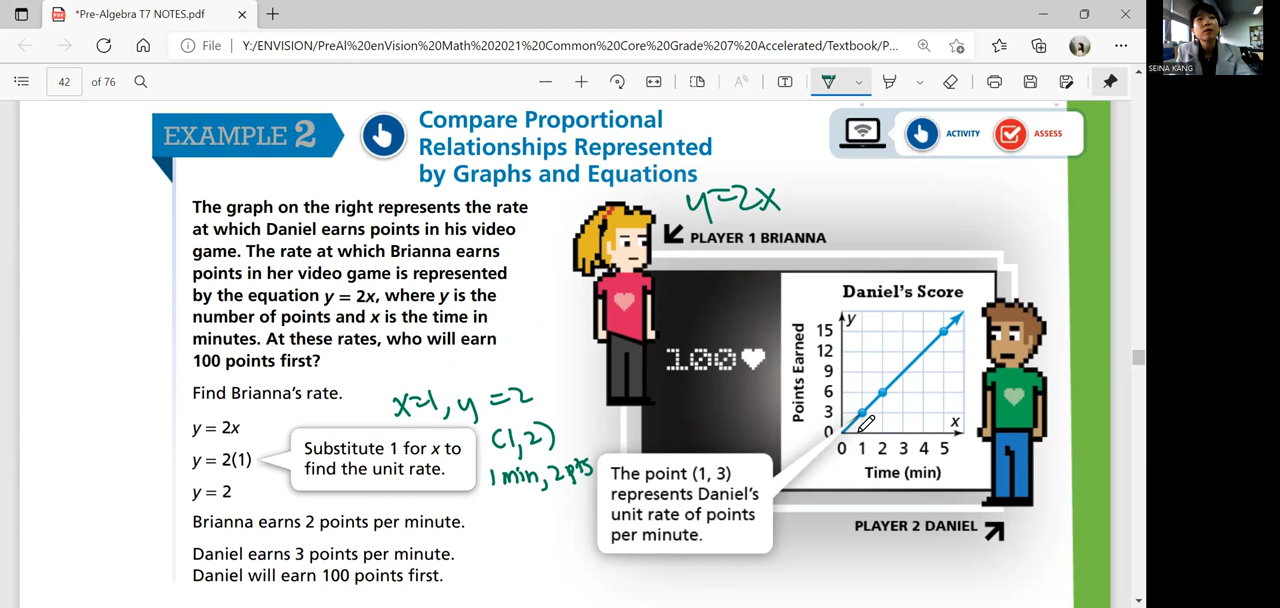 *Pre-Algebra T7 NOTES.pdf
File
Y:/ENVISION/PreAl%20enVision%20Math%202021%20Common%20Core%20Grade%207%20Accelerated/Textbook/P...
42
of 76
SEINA KANG
EXAMPLE 2
Compare Proportional
Relationships Represented
by Graphs and Equations
ACTIVITY
ASSESS
The graph on the right represents the rate
at which Daniel earns points in his video
game. The rate at which Brianna earns
points in her video game is represented
by the equation y = 2x, where y is the
number of points and x is the time in
minutes. At these rates, who will earn
100 points first?
Find Brianna's rate.
y = 2x
y = 2(1)
y = 2
Substitute 1 for x to
find the unit rate.
x=1, y=2
(1,2)
1min, 2pts
Brianna earns 2 points per minute.
Daniel earns 3 points per minute.
Daniel will earn 100 points first.
y=2x
PLAYER 1 BRIANNA
100
Daniel's Score
Points Earned
y
15
12
9
6
3
0
x
0 1 2 3 4 5
Time (min)
The point (1, 3)
represents Daniel's
unit rate of points
per minute.
PLAYER 2 DANIEL